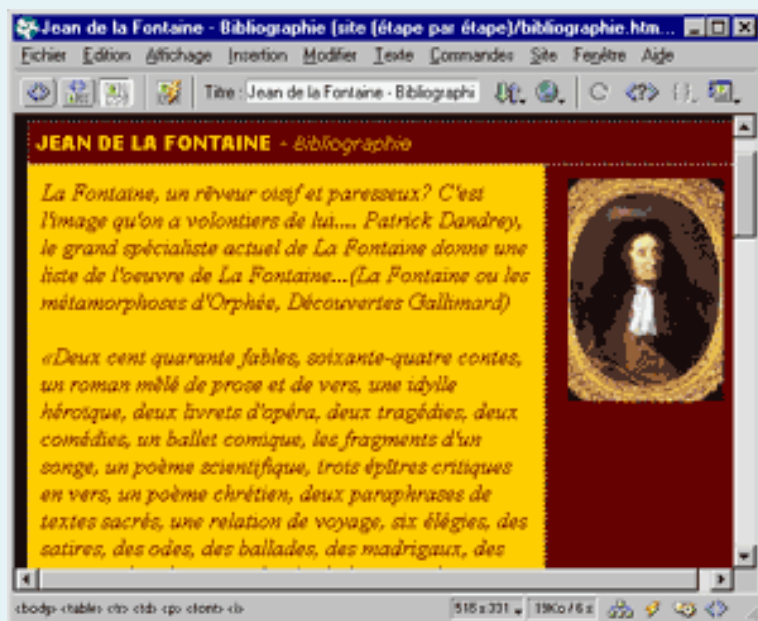 Jean de la Fontaine - Bibliographie (site (étape par étape)/bibliographie.htm...
Fichier Edition Affichage Insertion Modifier Texte Commandes Site Fenêtre Aide
Titre : Jean de la Fontaine - Bibliographi
JEAN DE LA FONTAINE - Bibliographie
La Fontaine, un rêveur oisif et paresseux? C'est
l'image qu'on a volontiers de lui.... Patrick Dandrey,
le grand spécialiste actuel de La Fontaine donne une
liste de l'oeuvre de La Fontaine...(La Fontaine ou les
métamorphoses d'Orphée, Découvertes Gallimard)
«Deux cent quarante fables, soixante-quatre contes,
un roman mêlé de prose et de vers, une idylle
héroïque, deux livrets d'opéra, deux tragédies, deux
comédies, un ballet comique, les fragments d'un
songe, un poème scientifique, trois épîtres critiques
en vers, un poème chrétien, deux paraphrases de
textes sacrés, une relation de voyage, six élégies, des
satires, des odes, des ballades, des madrigaux, des
<body> <table> <tr> <td> <p> <font> <i> 516 x 331 19Ko / 6 s